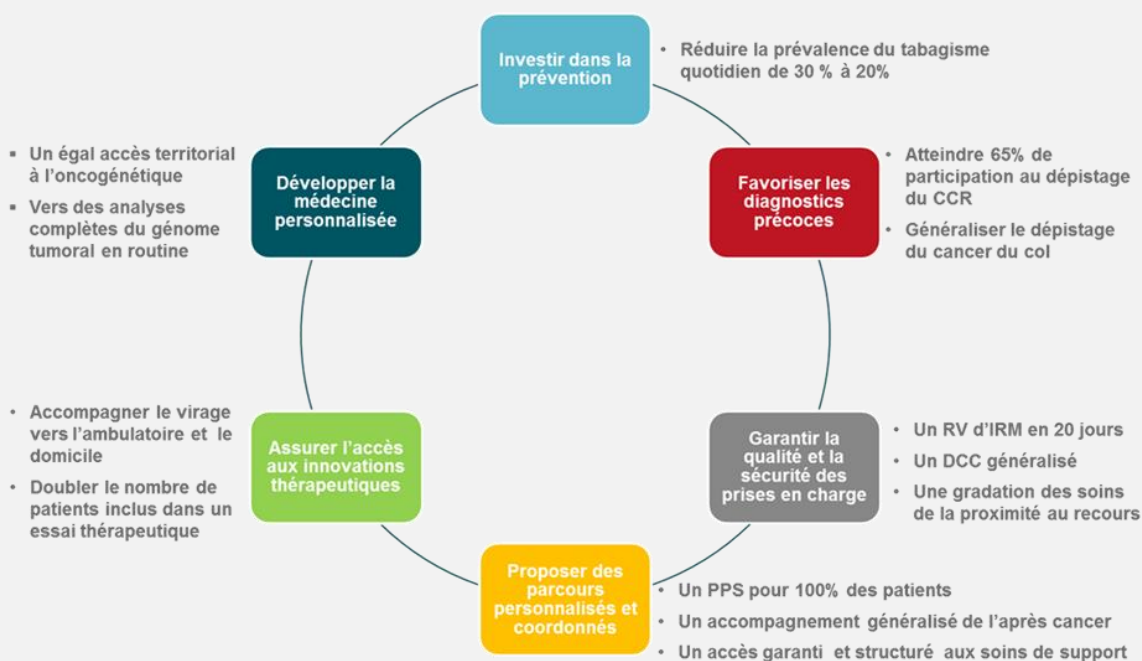 Investir dans la
prévention
• Réduire la prévalence du tabagisme
quotidien de 30 % à 20%
Favoriser les
diagnostics
précoces
• Atteindre 65% de
participation au dépistage
du CCR
• Généraliser le dépistage
du cancer du col
Garantir la
qualité et la
sécurité des
prises en charge
• Un RV d'IRM en 20 jours
• Un DCC généralisé
• Une gradation des soins
de la proximité au recours
Proposer des
parcours
personnalisés et
coordonnés
• Un PPS pour 100% des patients
• Un accompagnement généralisé de l'après cancer
• Un accès garanti et structuré aux soins de support
Assurer l'accès
aux innovations
thérapeutiques
• Accompagner le virage
vers l'ambulatoire et le
domicile
• Doubler le nombre de
patients inclus dans un
essai thérapeutique
Développer la
médecine
personnalisée
▪ Un égal accès territorial
à l'oncogénétique
▪ Vers des analyses
complètes du génome
tumoral en routine